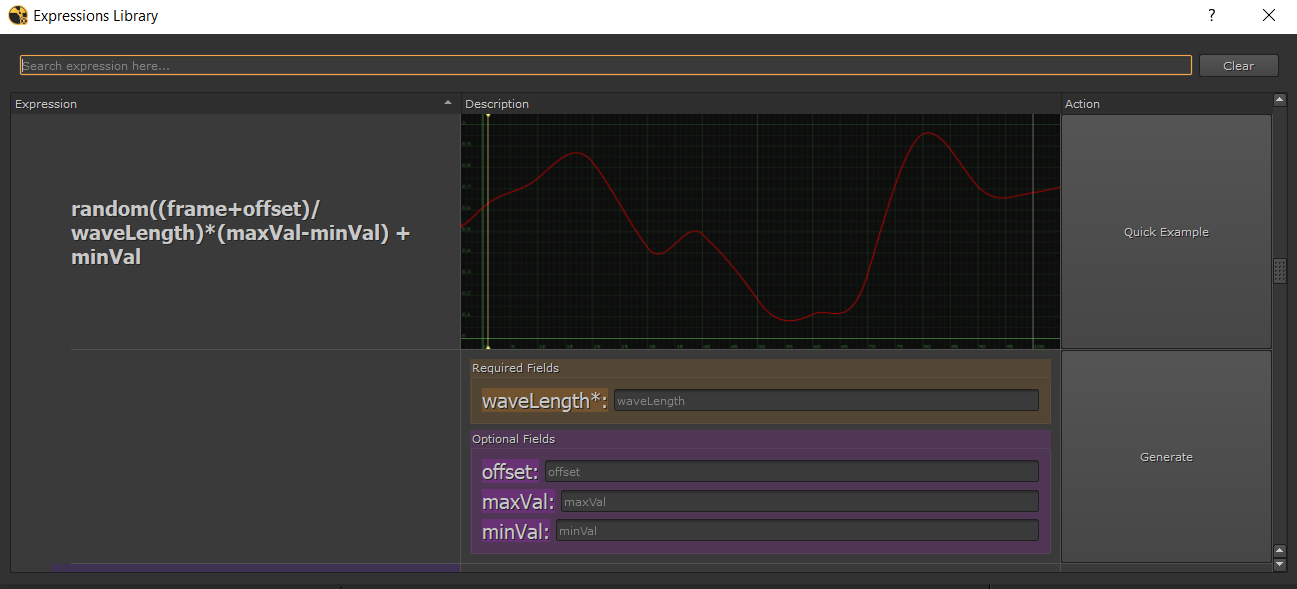 Expressions Library
?
Search expression here...
Clear
Expression
Description
Action
random((frame+offset)/
waveLength)*(maxVal-minVal) +
minVal
Quick Example
Required Fields
waveLength*:
waveLength
Optional Fields
offset:
offset
maxVal:
maxVal
minVal:
minVal
Generate